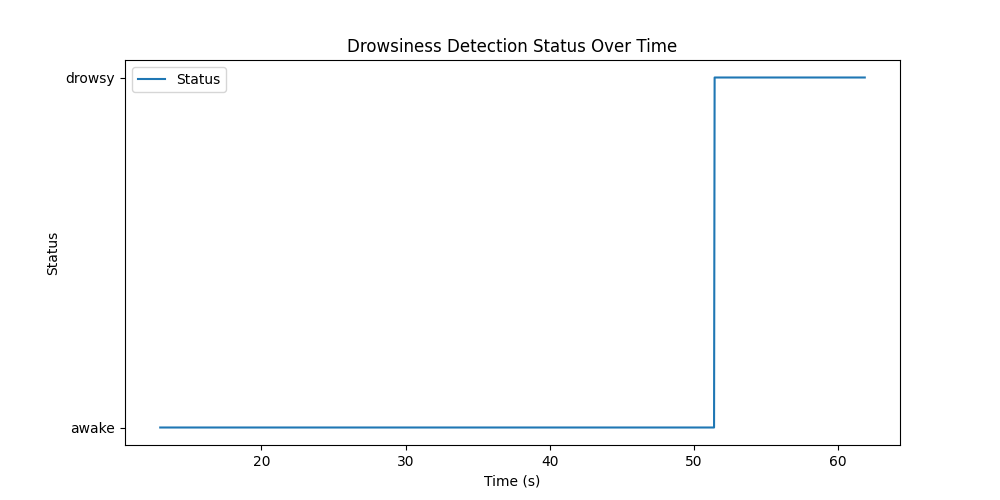 Drowsiness Detection Status Over Time
drowsy
Status
Status
awake
20 30 40 50 60
Time (s)